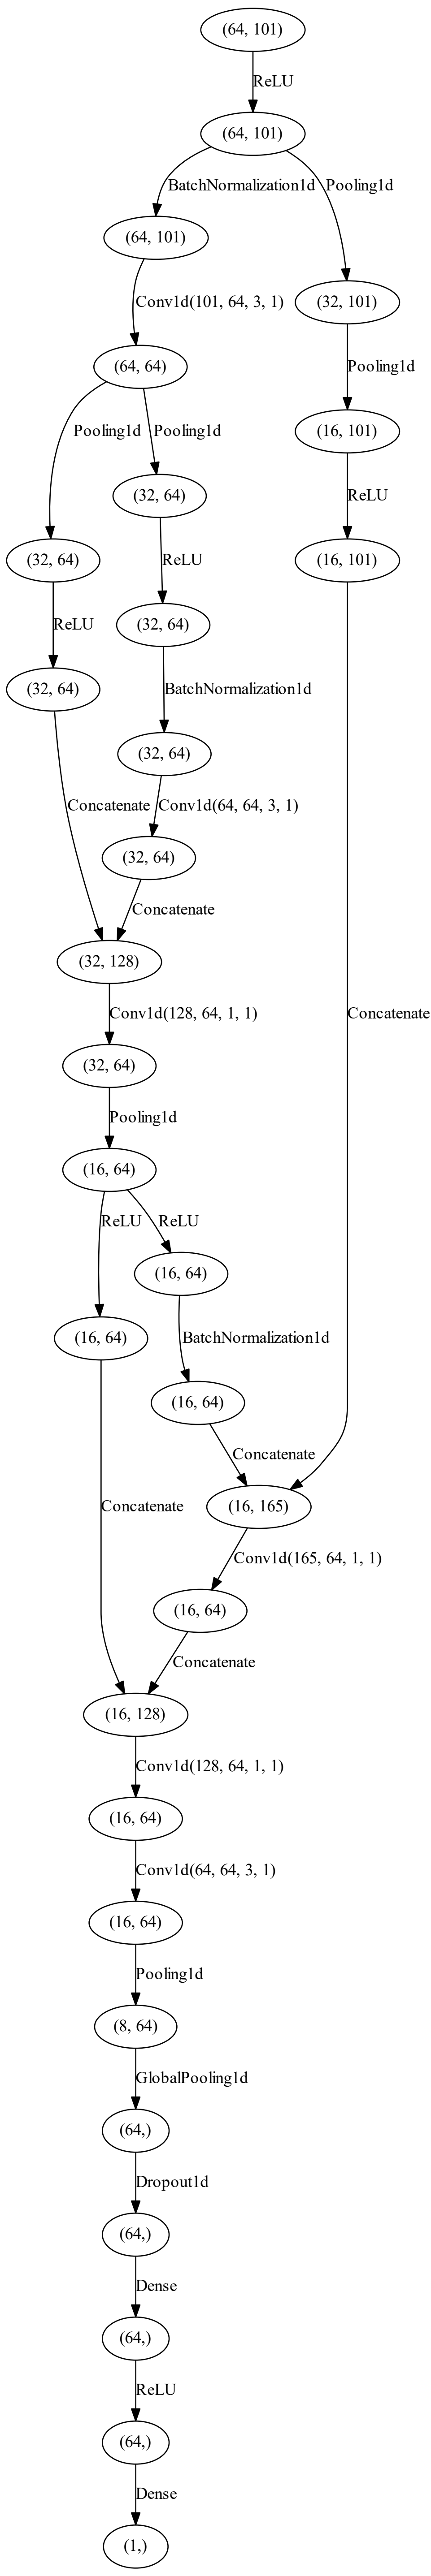 (64, 101)
ReLU
(64, 101)
BatchNormalization1d
Pooling1d
(64, 101)
Conv1d(101, 64, 3, 1)
(32, 101)
(64, 64)
Pooling1d
(16, 101)
Pooling1d
Pooling1d
(32, 64)
ReLU
(32, 64)
ReLU
(16, 101)
ReLU
(32, 64)
(32, 64)
BatchNormalization1d
(32, 64)
Concatenate
Conv1d(64, 64, 3, 1)
(32, 64)
Concatenate
(32, 128)
Conv1d(128, 64, 1, 1)
Concatenate
(32, 64)
Pooling1d
(16, 64)
ReLU
ReLU
(16, 64)
(16, 64)
BatchNormalization1d
(16, 64)
Concatenate
Concatenate
(16, 165)
Conv1d(165, 64, 1, 1)
(16, 64)
Concatenate
(16, 128)
Conv1d(128, 64, 1, 1)
(16, 64)
Conv1d(64, 64, 3, 1)
(16, 64)
Pooling1d
(8, 64)
GlobalPooling1d
(64,)
Dropout1d
(64,)
Dense
(64,)
ReLU
(64,)
Dense
(1,)